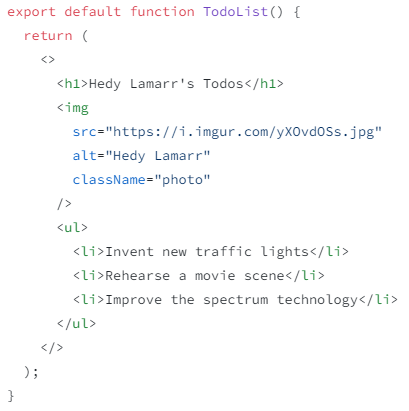 export default function TodoList() {
  return (
    <>
      <h1>Hedy Lamarr's Todos</h1>
      <img
        src="https://i.imgur.com/yXOvdOSs.jpg"
        alt="Hedy Lamarr"
        className="photo"
      />
      <ul>
        <li>Invent new traffic lights</li>
        <li>Rehearse a movie scene</li>
        <li>Improve the spectrum technology</li>
      </ul>
    </>
  );
}